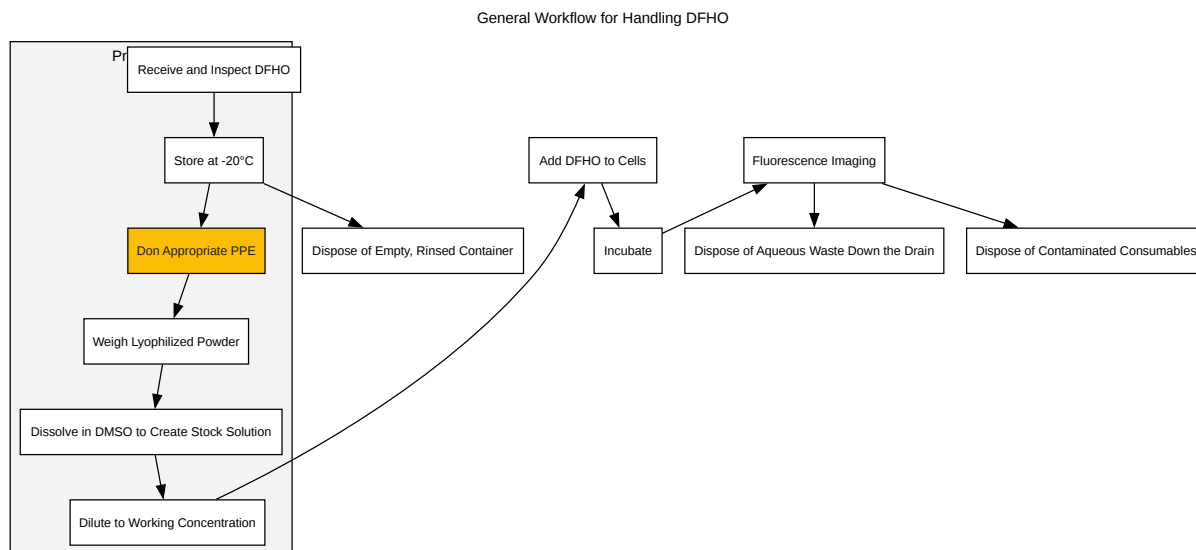 General Workflow for Handling DFHO
Receive and Inspect DFHO
Store at -20°C
Add DFHO to Cells
Fluorescence Imaging
Don Appropriate PPE
Dispose of Empty, Rinsed Container
Incubate
Dispose of Aqueous Waste Down the Drain
Dispose of Contaminated Consumables
Weigh Lyophilized Powder
Dissolve in DMSO to Create Stock Solution
Dilute to Working Concentration